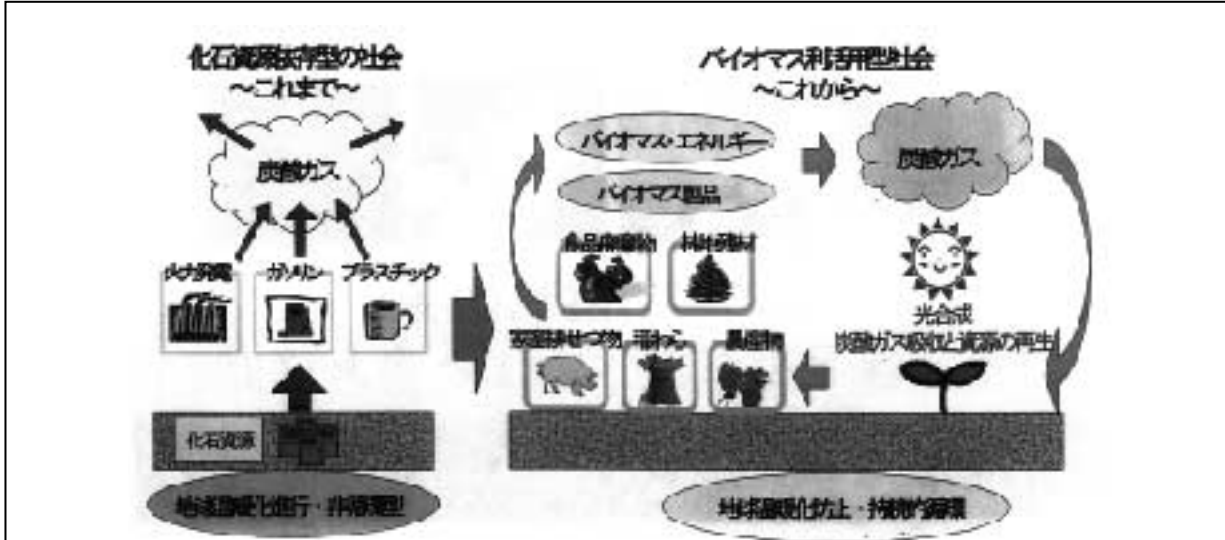 化石資源依存型の社会
～これまで～
炭酸ガス
火力発電
ガソリン
プラスチック
化石資源
地球温暖化進行・非循環型
バイオマス利活用型社会
～これから～
バイオマス・エネルギー
バイオマス製品
炭酸ガス
食品廃棄物
林地残材
光合成
炭酸ガス吸収と資源の再生
家畜排せつ物
稲わら
農産物
地球温暖化防止・持続的循環